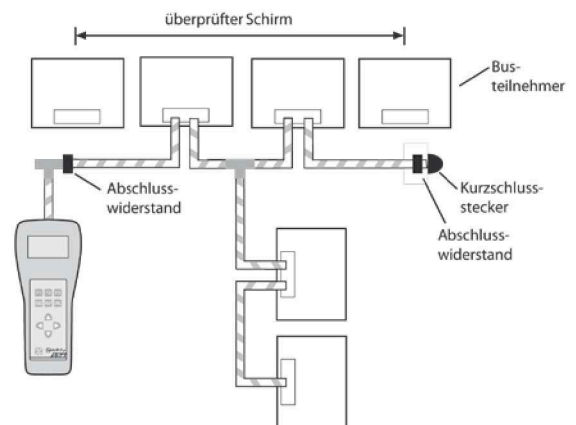 überprüfter Schirm
Bus-
teilnehmer
Abschluss-
widerstand
Kurzschluss-
stecker
Abschluss-
widerstand